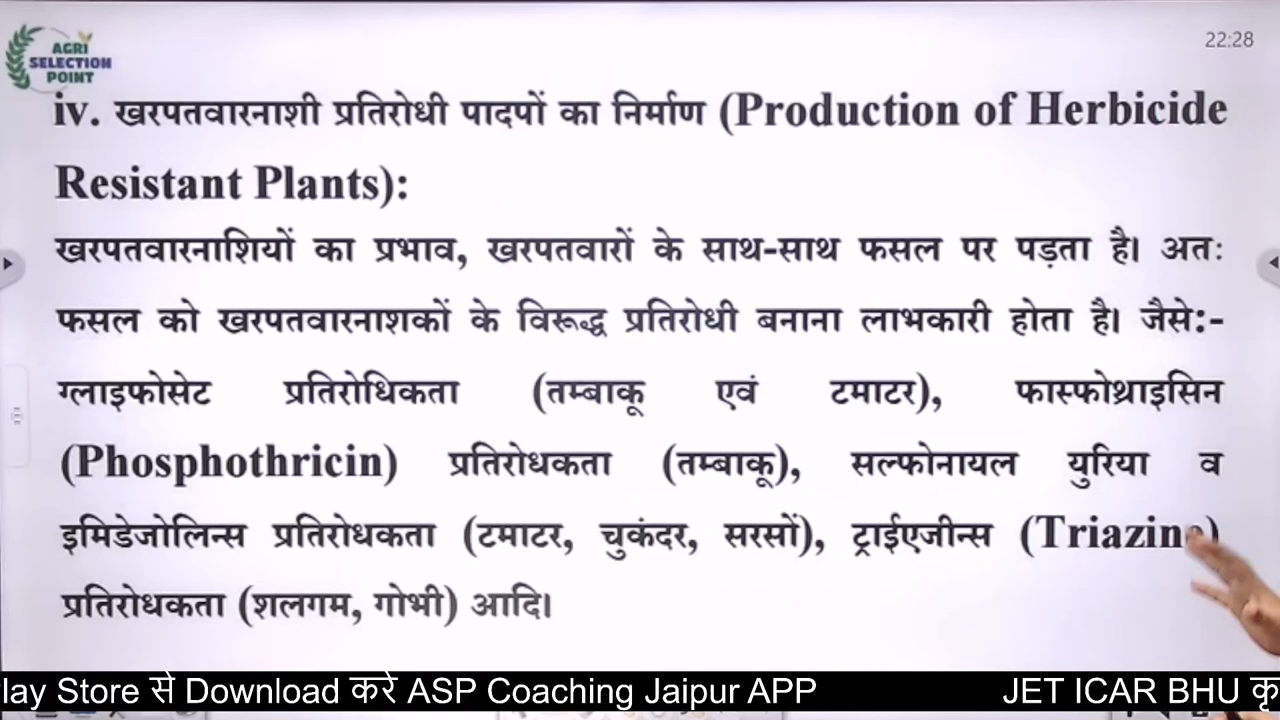 AGRI
SELECTION
POINT
22:28
iv. खरपतवारनाशी प्रतिरोधी पादपों का निर्माण (Production of Herbicide
Resistant Plants):
खरपतवारनाशियों का प्रभाव, खरपतवारों के साथ-साथ फसल पर पड़ता है। अतः
फसल को खरपतवारनाशकों के विरूद्ध प्रतिरोधी बनाना लाभकारी होता है। जैसे:-
ग्लाइफोसेट प्रतिरोधिकता (तम्बाकू एवं टमाटर), फास्फोथ्राइसिन
(Phosphothricin) प्रतिरोधकता (तम्बाकू), सल्फोनायल युरिया व
इमिडेजोलिन्स प्रतिरोधकता (टमाटर, चुकंदर, सरसों), ट्राईएजीन्स (Triazine)
प्रतिरोधकता (शलगम, गोभी) आदि।
lay Store से Download करें ASP Coaching Jaipur APP JET ICAR BHU कृ